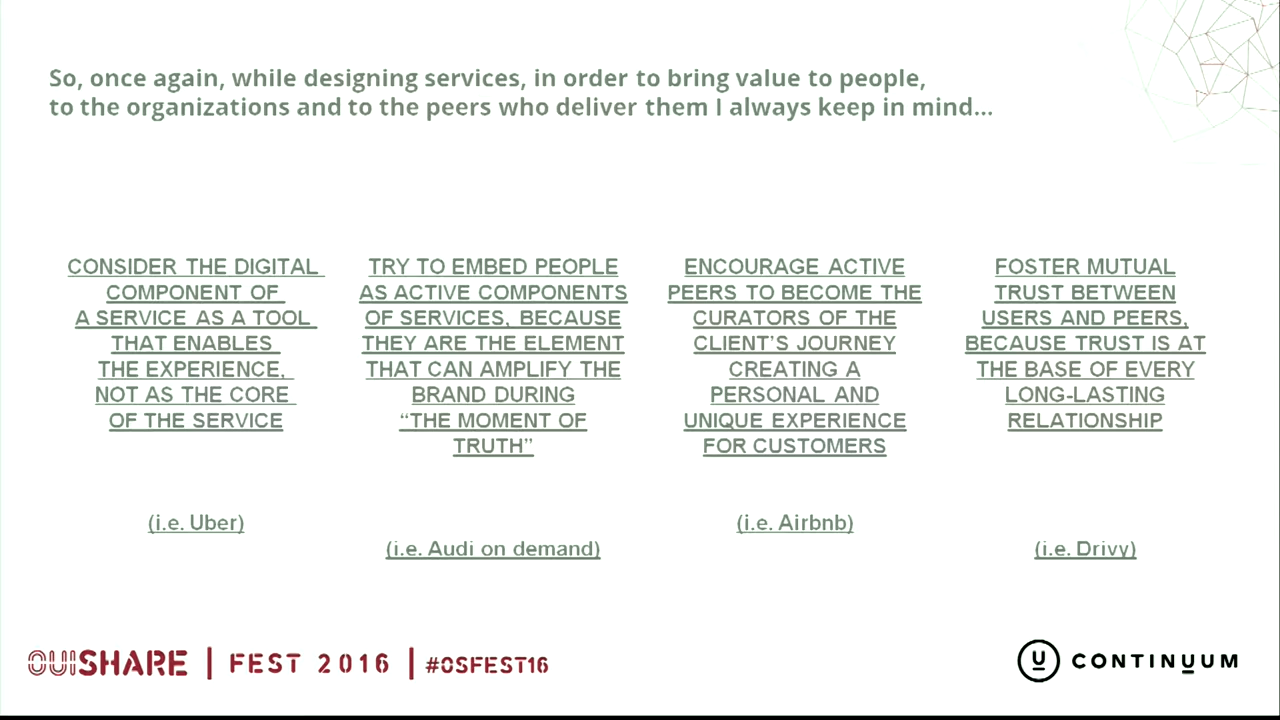 So, once again, while designing services, in order to bring value to people,
to the organizations and to the peers who deliver them I always keep in mind...
CONSIDER THE DIGITAL
COMPONENT OF
A SERVICE AS A TOOL
THAT ENABLES
THE EXPERIENCE,
NOT AS THE CORE
OF THE SERVICE
(i.e. Uber)
TRY TO EMBED PEOPLE
AS ACTIVE COMPONENTS
OF SERVICES, BECAUSE
THEY ARE THE ELEMENT
THAT CAN AMPLIFY THE
BRAND DURING
“THE MOMENT OF
TRUTH”
(i.e. Audi on demand)
ENCOURAGE ACTIVE
PEERS TO BECOME THE
CURATORS OF THE
CLIENT’S JOURNEY
CREATING A
PERSONAL AND
UNIQUE EXPERIENCE
FOR CUSTOMERS
(i.e. Airbnb)
FOSTER MUTUAL
TRUST BETWEEN
USERS AND PEERS,
BECAUSE TRUST IS AT
THE BASE OF EVERY
LONG-LASTING
RELATIONSHIP
(i.e. Drivy)
OUISHARE | FEST 2016 | #OSFEST16
U CONTINUUM